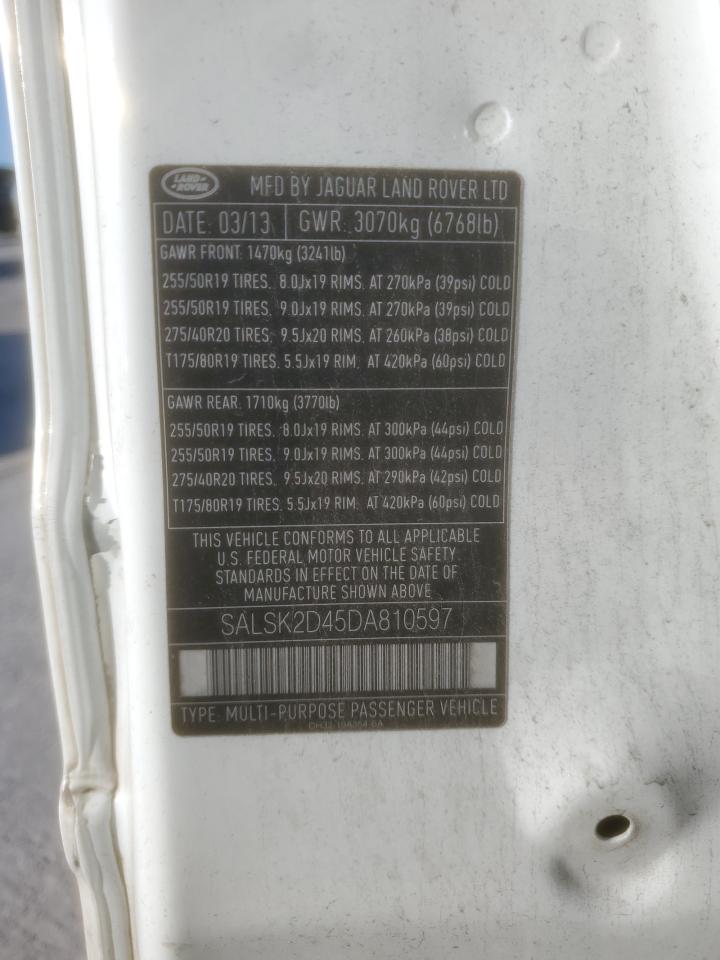 LAND-
-ROVER
MFD BY JAGUAR LAND ROVER LTD
DATE: 03/13 GWR: 3070kg (6768lb)
GAWR FRONT: 1470kg (3241lb)
255/50R19 TIRES. 8.0Jx19 RIMS. AT 270kPa (39psi) COLD
255/50R19 TIRES. 9.0Jx19 RIMS. AT 270kPa (39psi) COLD
275/40R20 TIRES. 9.5Jx20 RIMS. AT 260kPa (38psi) COLD
T175/80R19 TIRES. 5.5Jx19 RIM. AT 420kPa (60psi) COLD
GAWR REAR. 1710kg (3770lb)
255/50R19 TIRES. 8.0Jx19 RIMS. AT 300kPa (44psi) COLD
255/50R19 TIRES. 9.0Jx19 RIMS. AT 300kPa (44psi) COLD
275/40R20 TIRES. 9.5Jx20 RIMS. AT 290kPa (42psi) COLD
T175/80R19 TIRES. 5.5Jx19 RIM. AT 420kPa (60psi) COLD
THIS VEHICLE CONFORMS TO ALL APPLICABLE
U.S. FEDERAL MOTOR VEHICLE SAFETY
STANDARDS IN EFFECT ON THE DATE OF
MANUFACTURE SHOWN ABOVE
SALSK2D45DA810597
TYPE: MULTI-PURPOSE PASSENGER VEHICLE